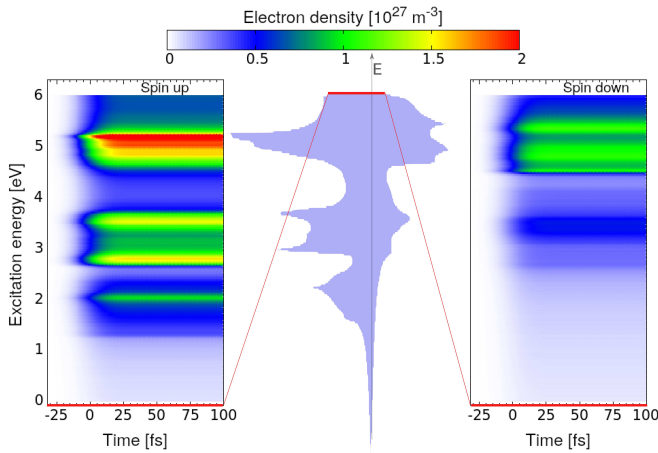 Electron density [10²⁷ m⁻³]
0 0.5 1 1.5 2
E
Spin up
Spin down
Excitation energy [eV]
6
5
4
3
2
1
0
-25 0 25 50 75 100
-25 0 25 50 75 100
Time [fs]
Time [fs]